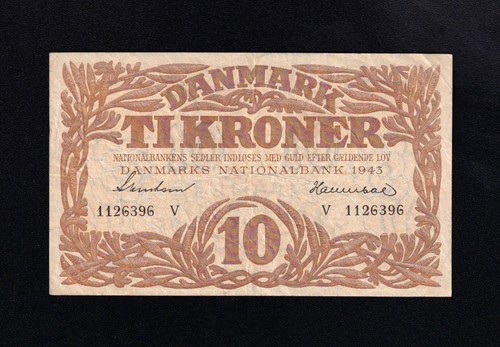 DANMARK
TI KRONER
NATIONALBANKENS SEDLER INDLØSES MED GULD EFTER GÆLDENDE LOV
DANMARKS NATIONALBANK 1943
1126396 V V 1126396
10